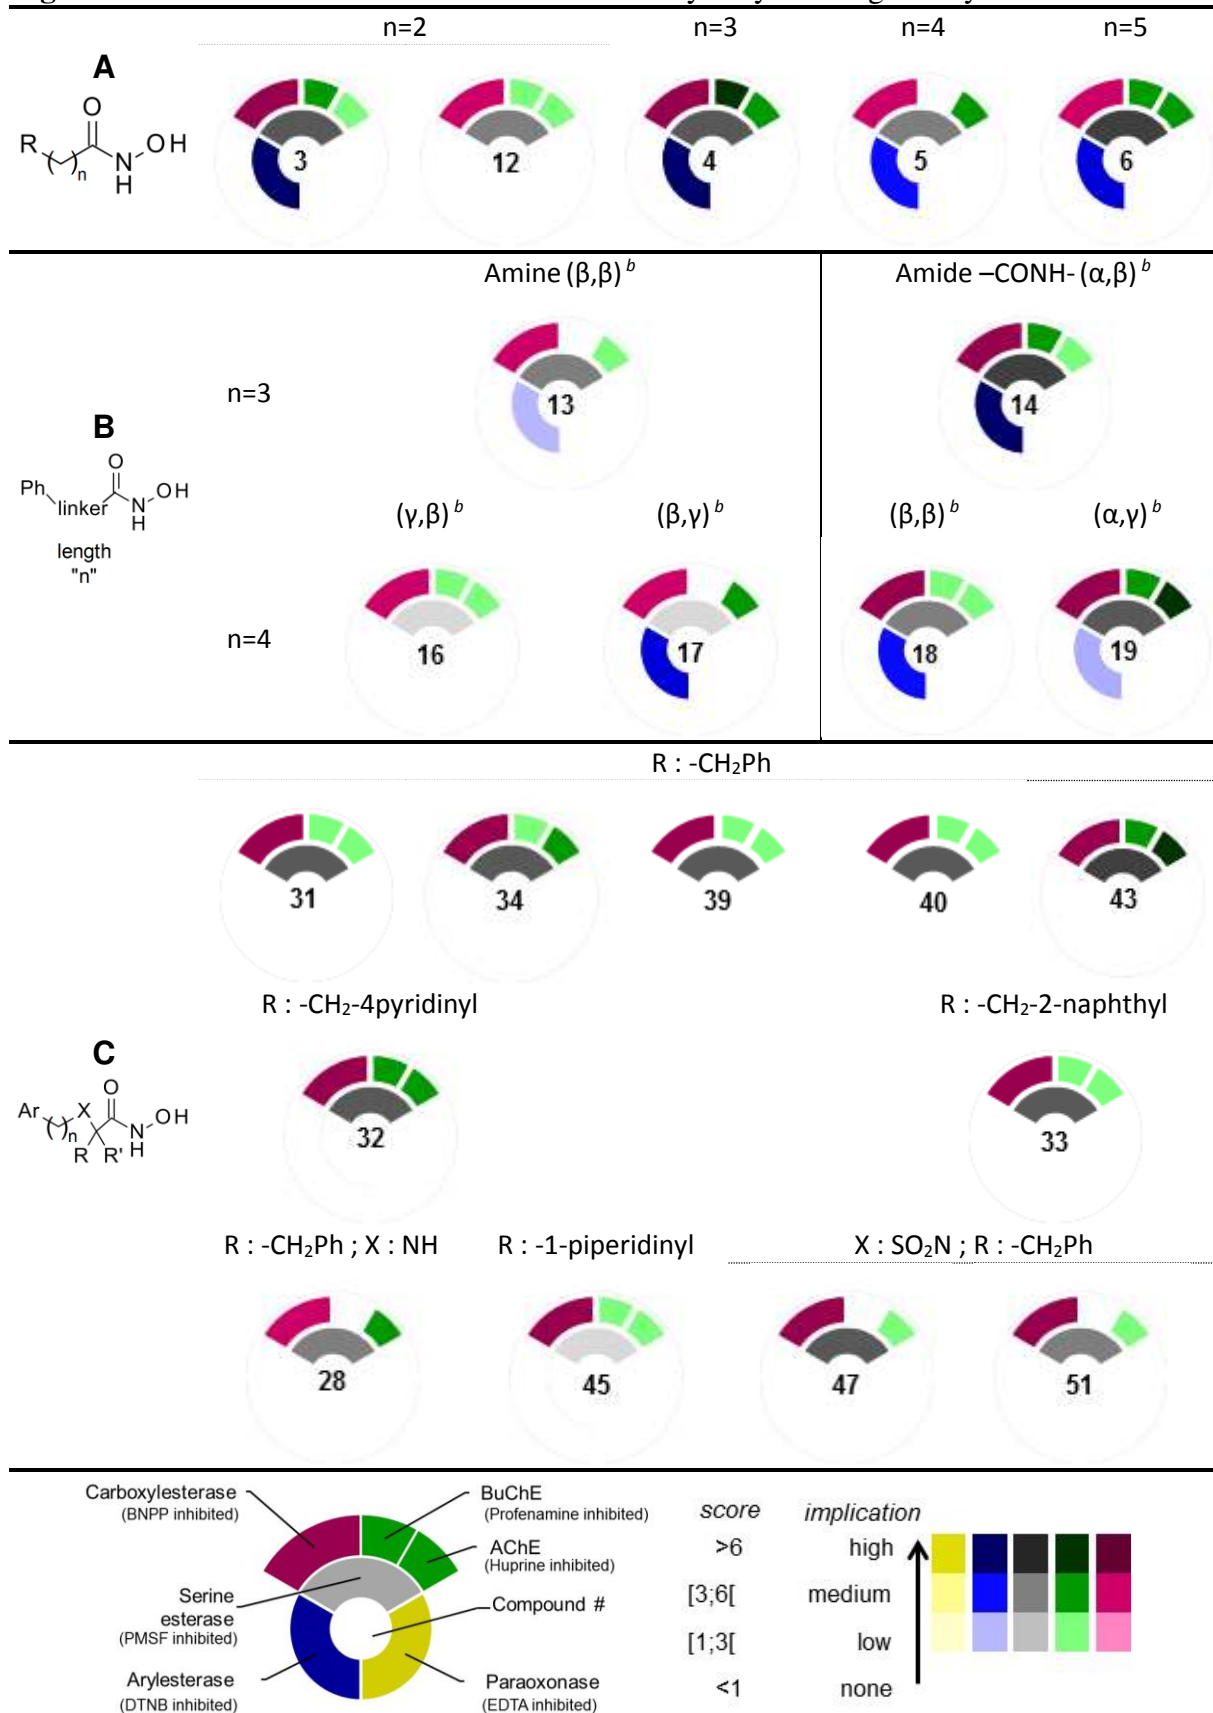 n=2 n=3 n=4 n=5
A
O
R ( )n N H OH
3 12 4 5 6
Amine (β,β) b Amide –CONH- (α,β) b
n=3
13 14
B
O
Ph linker N H OH
length
"n"
(γ,β) b (β,γ) b (β,β) b (α,γ) b
n=4
16 17 18 19
R : -CH₂Ph
31 34 39 40 43
R : -CH₂-4pyridinyl R : -CH₂-2-naphthyl
C
Ar ( )n X O N H OH
R R'
32 33
R : -CH₂Ph ; X : NH R : -1-piperidinyl X : SO₂N ; R : -CH₂Ph
28 45 47 51
Carboxylesterase
(BNPP inhibited)
BuChE
(Profenamine inhibited)
AChE
(Huprine inhibited)
Serine
esterase
(PMSF inhibited)
Compound #
Arylesterase
(DTNB inhibited)
Paraoxonase
(EDTA inhibited)
score implication
>6 high
[3;6[ medium
[1;3[ low
<1 none